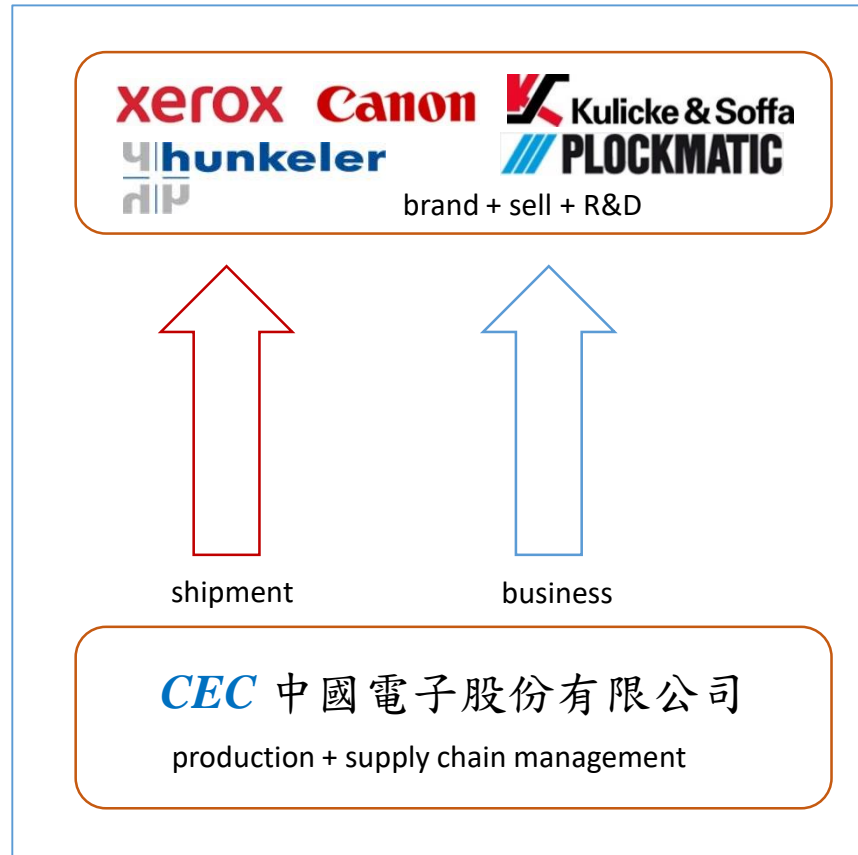 xerox Canon Kulicke & Soffa
hunkeler PLOCKMATIC
brand + sell + R&D
shipment business
CEC 中國電子股份有限公司
production + supply chain management